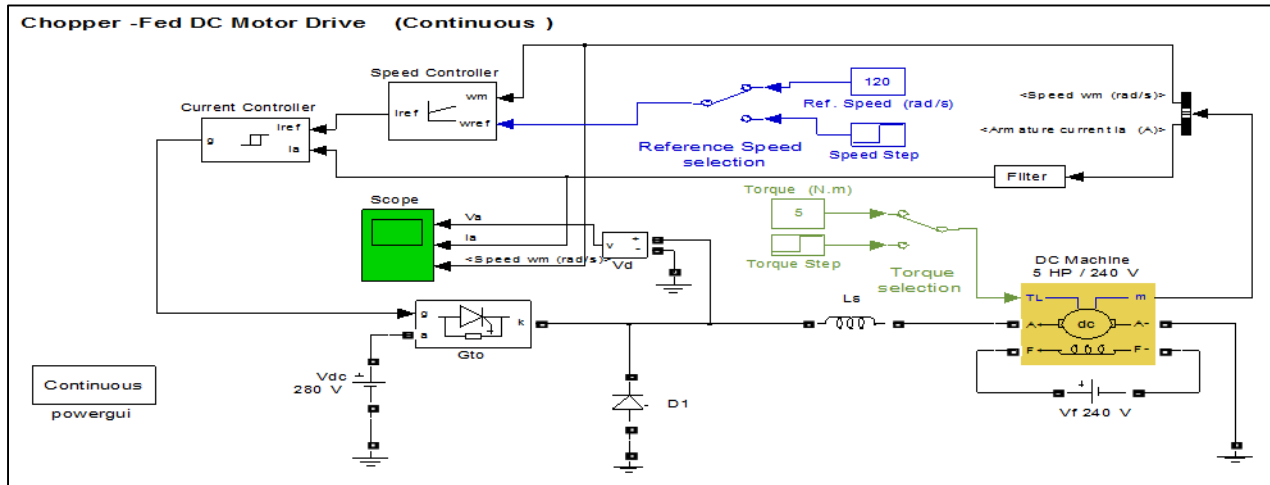 Chopper -Fed DC Motor Drive (Continuous )
Speed Controller
wm
Iref
wref
Current Controller
Iref
g
Ia
120
Ref. Speed (rad/s)
Reference Speed
selection
Speed Step
<Speed wm (rad/s)>
<Armature current ia (A)>
Filter
Scope
Va
Ia
<Speed wm (rad/s)>
v
+
-
Vd
Torque (N.m)
5
Torque Step
Torque
selection
DC Machine
5 HP / 240 V
TL
m
A+
dc
A-
F+
F-
Vf 240 V
+
Ls
g
a
k
Gto
Vdc
+
280 V
D1
Continuous
powergui